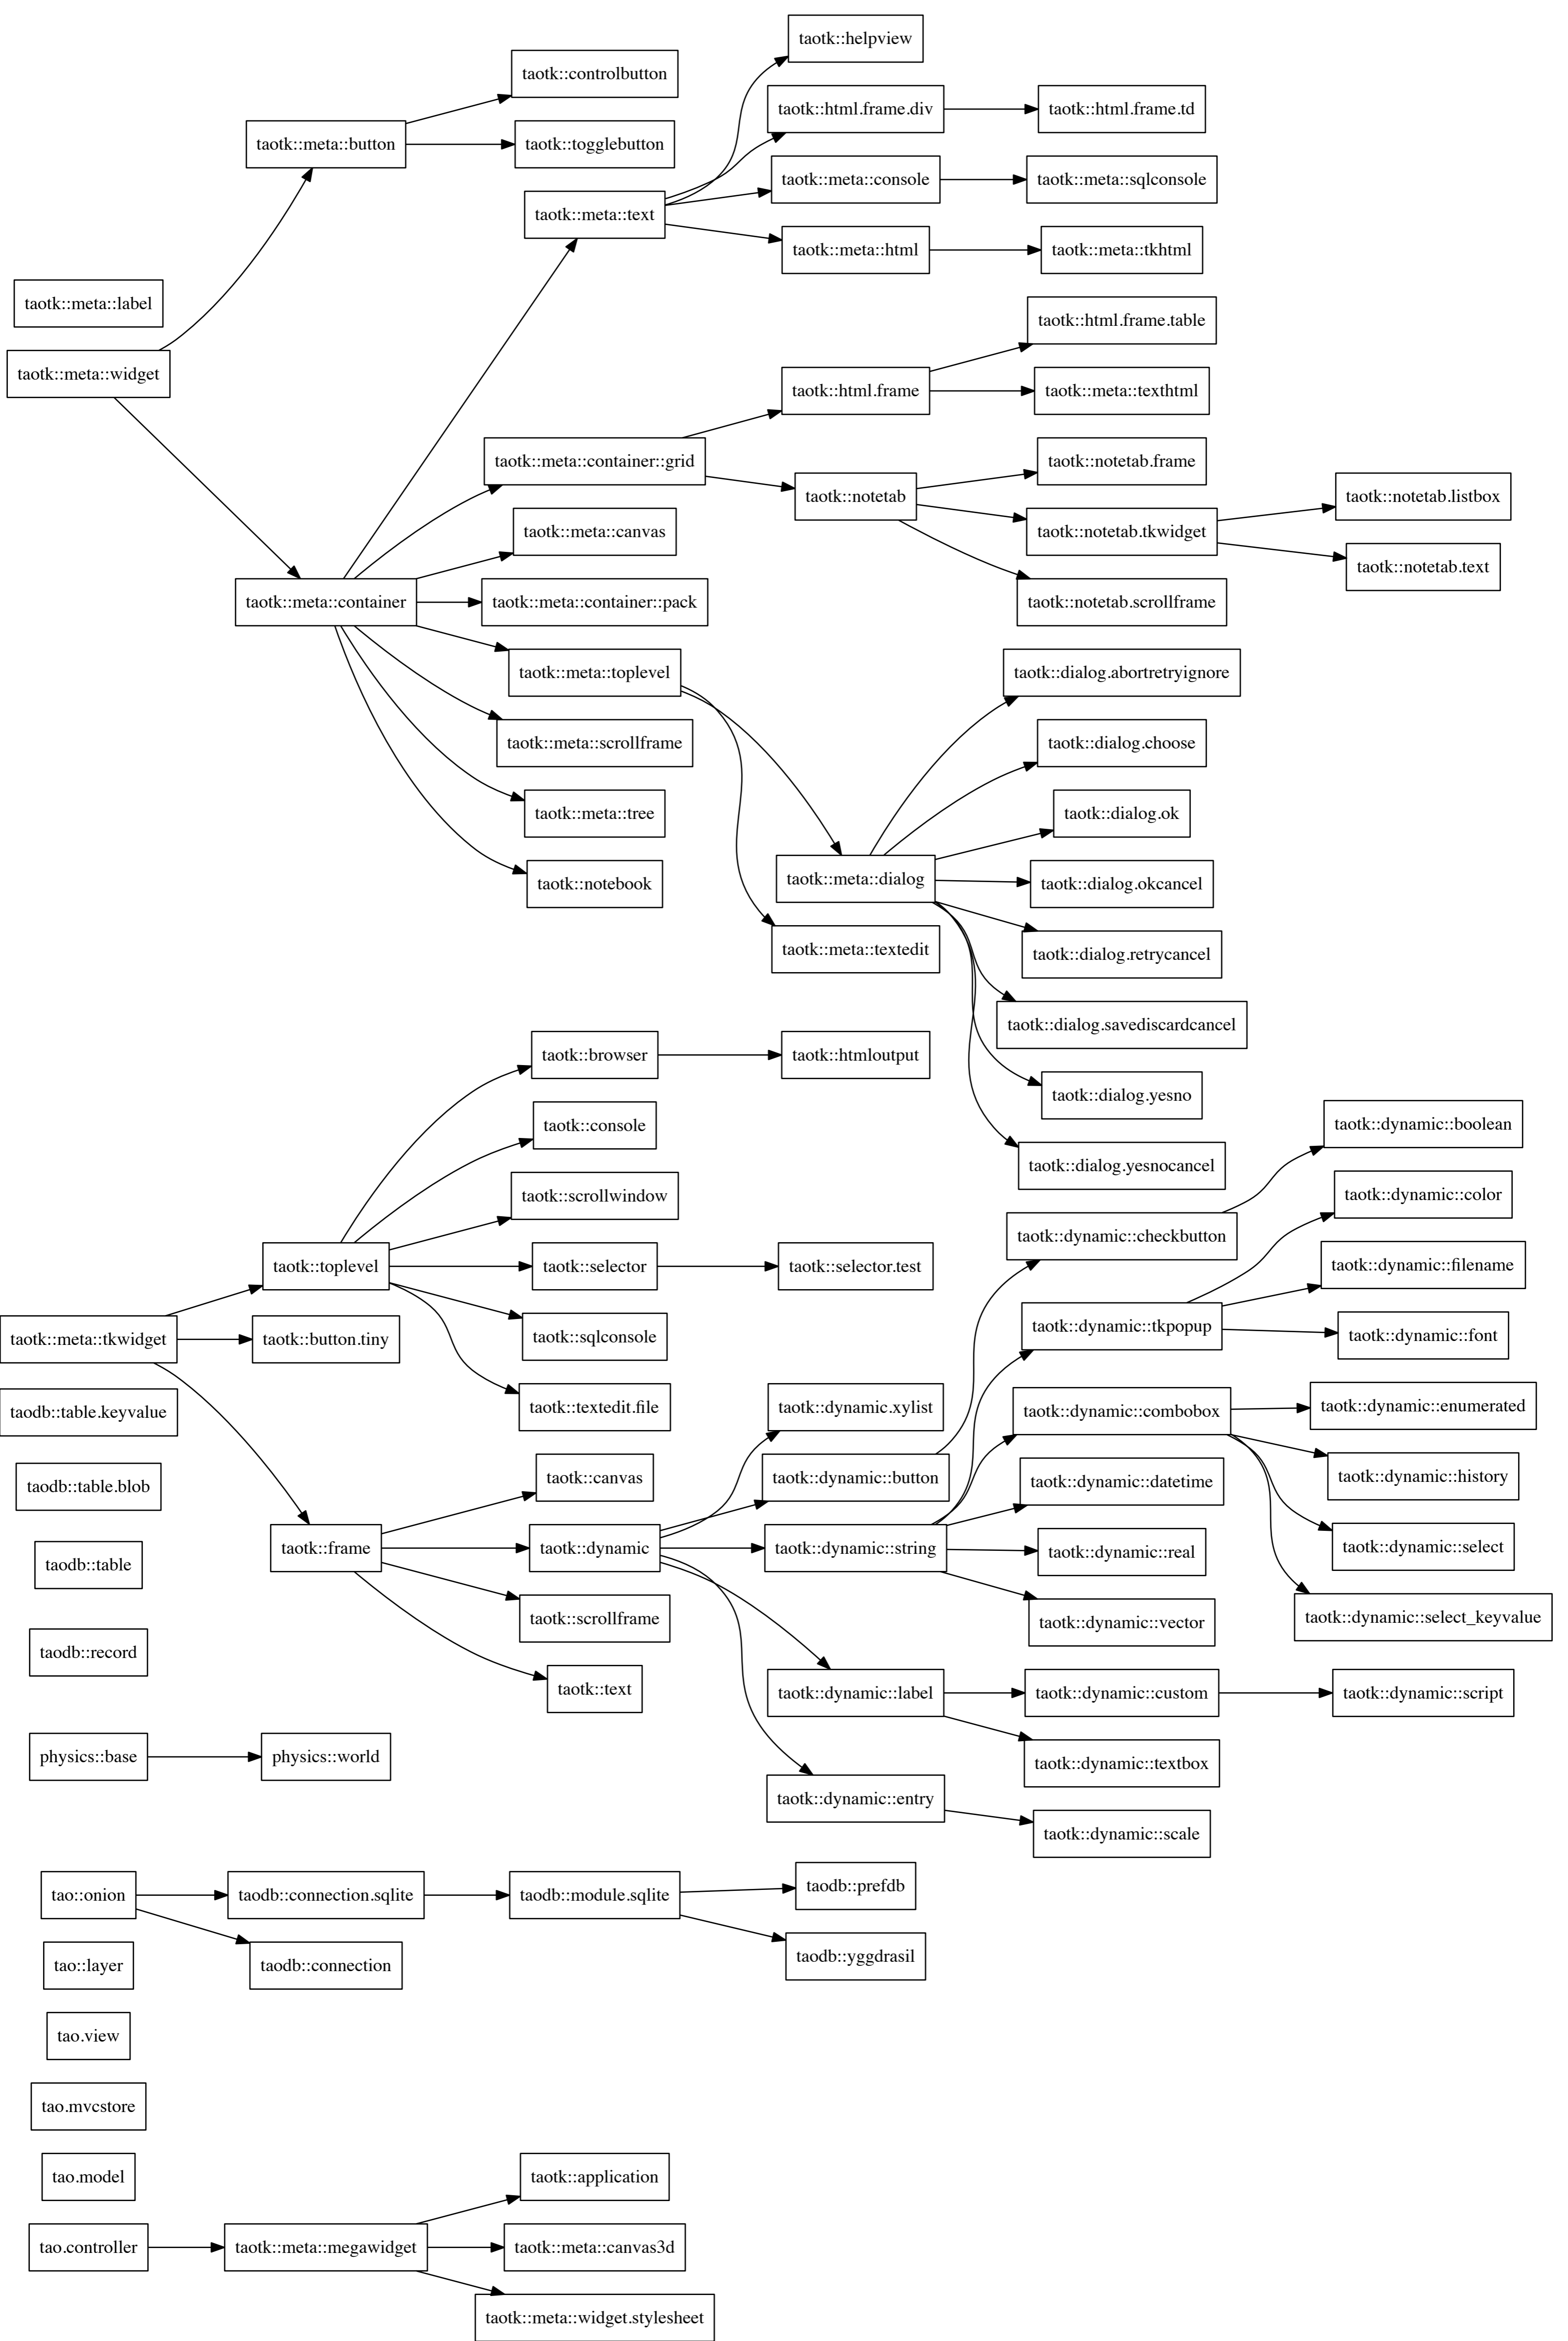 taotk::helpview
taotk::controlbutton
taotk::html.frame.div
taotk::html.frame.td
taotk::meta::button
taotk::togglebutton
taotk::meta::console
taotk::meta::sqlconsole
taotk::meta::text
taotk::meta::html
taotk::meta::tkhtml
taotk::meta::label
taotk::html.frame.table
taotk::meta::widget
taotk::html.frame
taotk::meta::texthtml
taotk::meta::container::grid
taotk::notetab.frame
taotk::notetab
taotk::notetab.listbox
taotk::meta::canvas
taotk::notetab.tkwidget
taotk::notetab.text
taotk::meta::container
taotk::meta::container::pack
taotk::notetab.scrollframe
taotk::meta::toplevel
taotk::dialog.abortretryignore
taotk::meta::scrollframe
taotk::dialog.choose
taotk::meta::tree
taotk::dialog.ok
taotk::notebook
taotk::meta::dialog
taotk::dialog.okcancel
taotk::meta::textedit
taotk::dialog.retrycancel
taotk::dialog.savediscardcancel
taotk::browser
taotk::htmloutput
taotk::dialog.yesno
taotk::console
taotk::dynamic::boolean
taotk::dialog.yesnocancel
taotk::scrollwindow
taotk::dynamic::color
taotk::dynamic::checkbutton
taotk::toplevel
taotk::selector
taotk::selector.test
taotk::dynamic::filename
taotk::meta::tkwidget
taotk::button.tiny
taotk::sqlconsole
taotk::dynamic::tkpopup
taotk::dynamic::font
taodb::table.keyvalue
taotk::textedit.file
taotk::dynamic.xylist
taotk::dynamic::combobox
taotk::dynamic::enumerated
taodb::table.blob
taotk::canvas
taotk::dynamic::button
taotk::dynamic::datetime
taotk::dynamic::history
taodb::table
taotk::frame
taotk::dynamic
taotk::dynamic::string
taotk::dynamic::real
taotk::dynamic::select
taotk::scrollframe
taotk::dynamic::vector
taotk::dynamic::select_keyvalue
taodb::record
taotk::text
taotk::dynamic::label
taotk::dynamic::custom
taotk::dynamic::script
physics::base
physics::world
taotk::dynamic::textbox
taotk::dynamic::entry
taotk::dynamic::scale
tao::onion
taodb::connection.sqlite
taodb::module.sqlite
taodb::prefdb
tao::layer
taodb::connection
taodb::yggdrasil
tao.view
tao.mvcstore
tao.model
taotk::application
tao.controller
taotk::meta::megawidget
taotk::meta::canvas3d
taotk::meta::widget.stylesheet